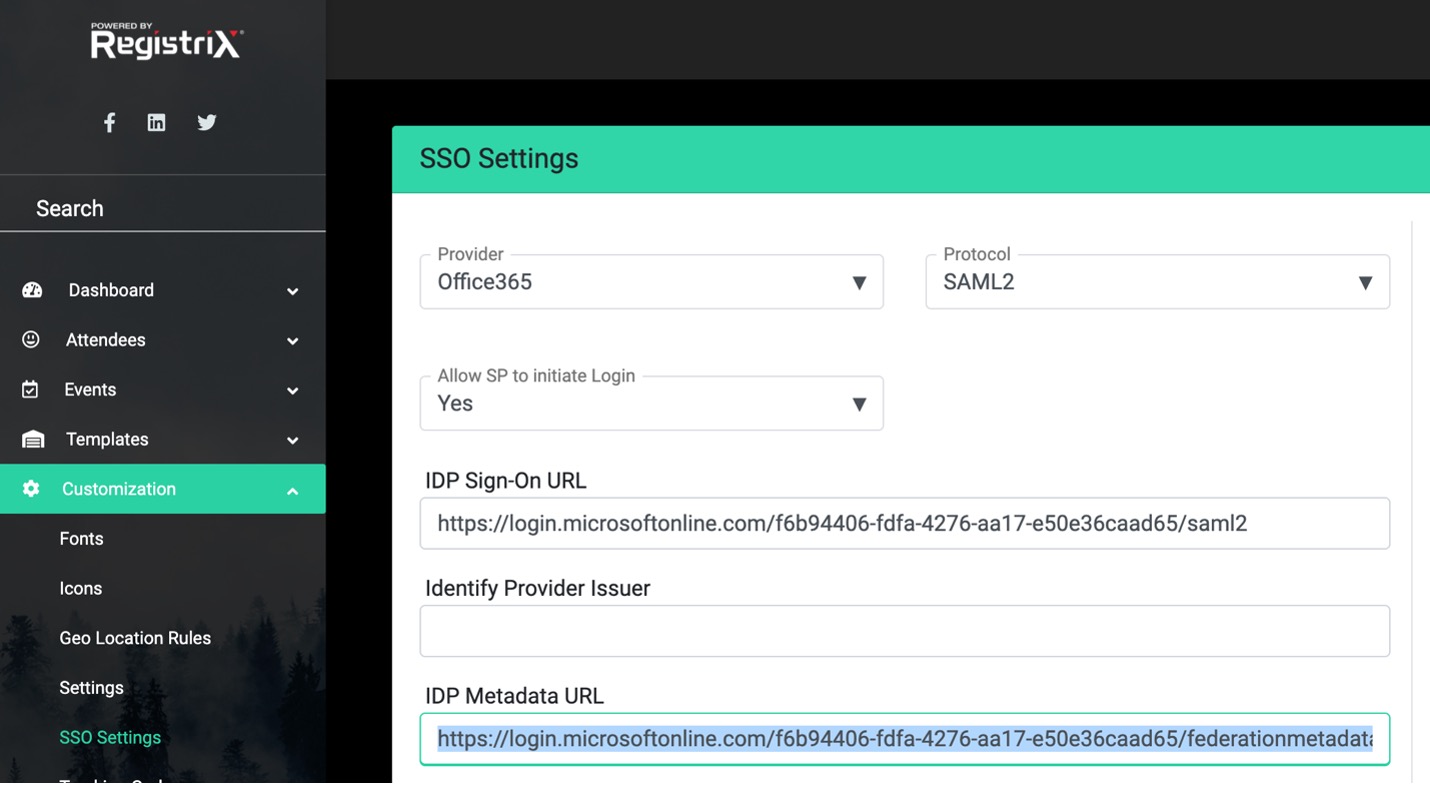 POWERED BY
RegistriX
Search
Dashboard
Attendees
Events
Templates
Customization
Fonts
Icons
Geo Location Rules
Settings
SSO Settings
SSO Settings
Provider
Office365
Protocol
SAML2
Allow SP to initiate Login
Yes
IDP Sign-On URL
https://login.microsoftonline.com/f6b94406-fdfa-4276-aa17-e50e36caad65/saml2
Identify Provider Issuer
IDP Metadata URL
https://login.microsoftonline.com/f6b94406-fdfa-4276-aa17-e50e36caad65/federationmetadata